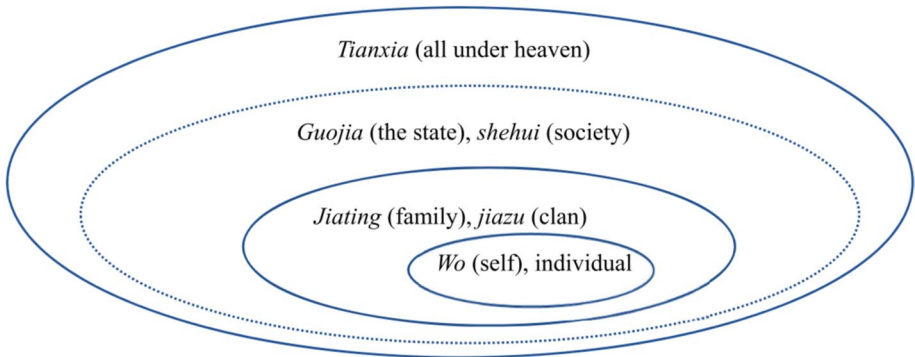 Tianxia (all under heaven)
Guojia (the state), shehui (society)
Jiating (family), jiazu (clan)
Wo (self), individual